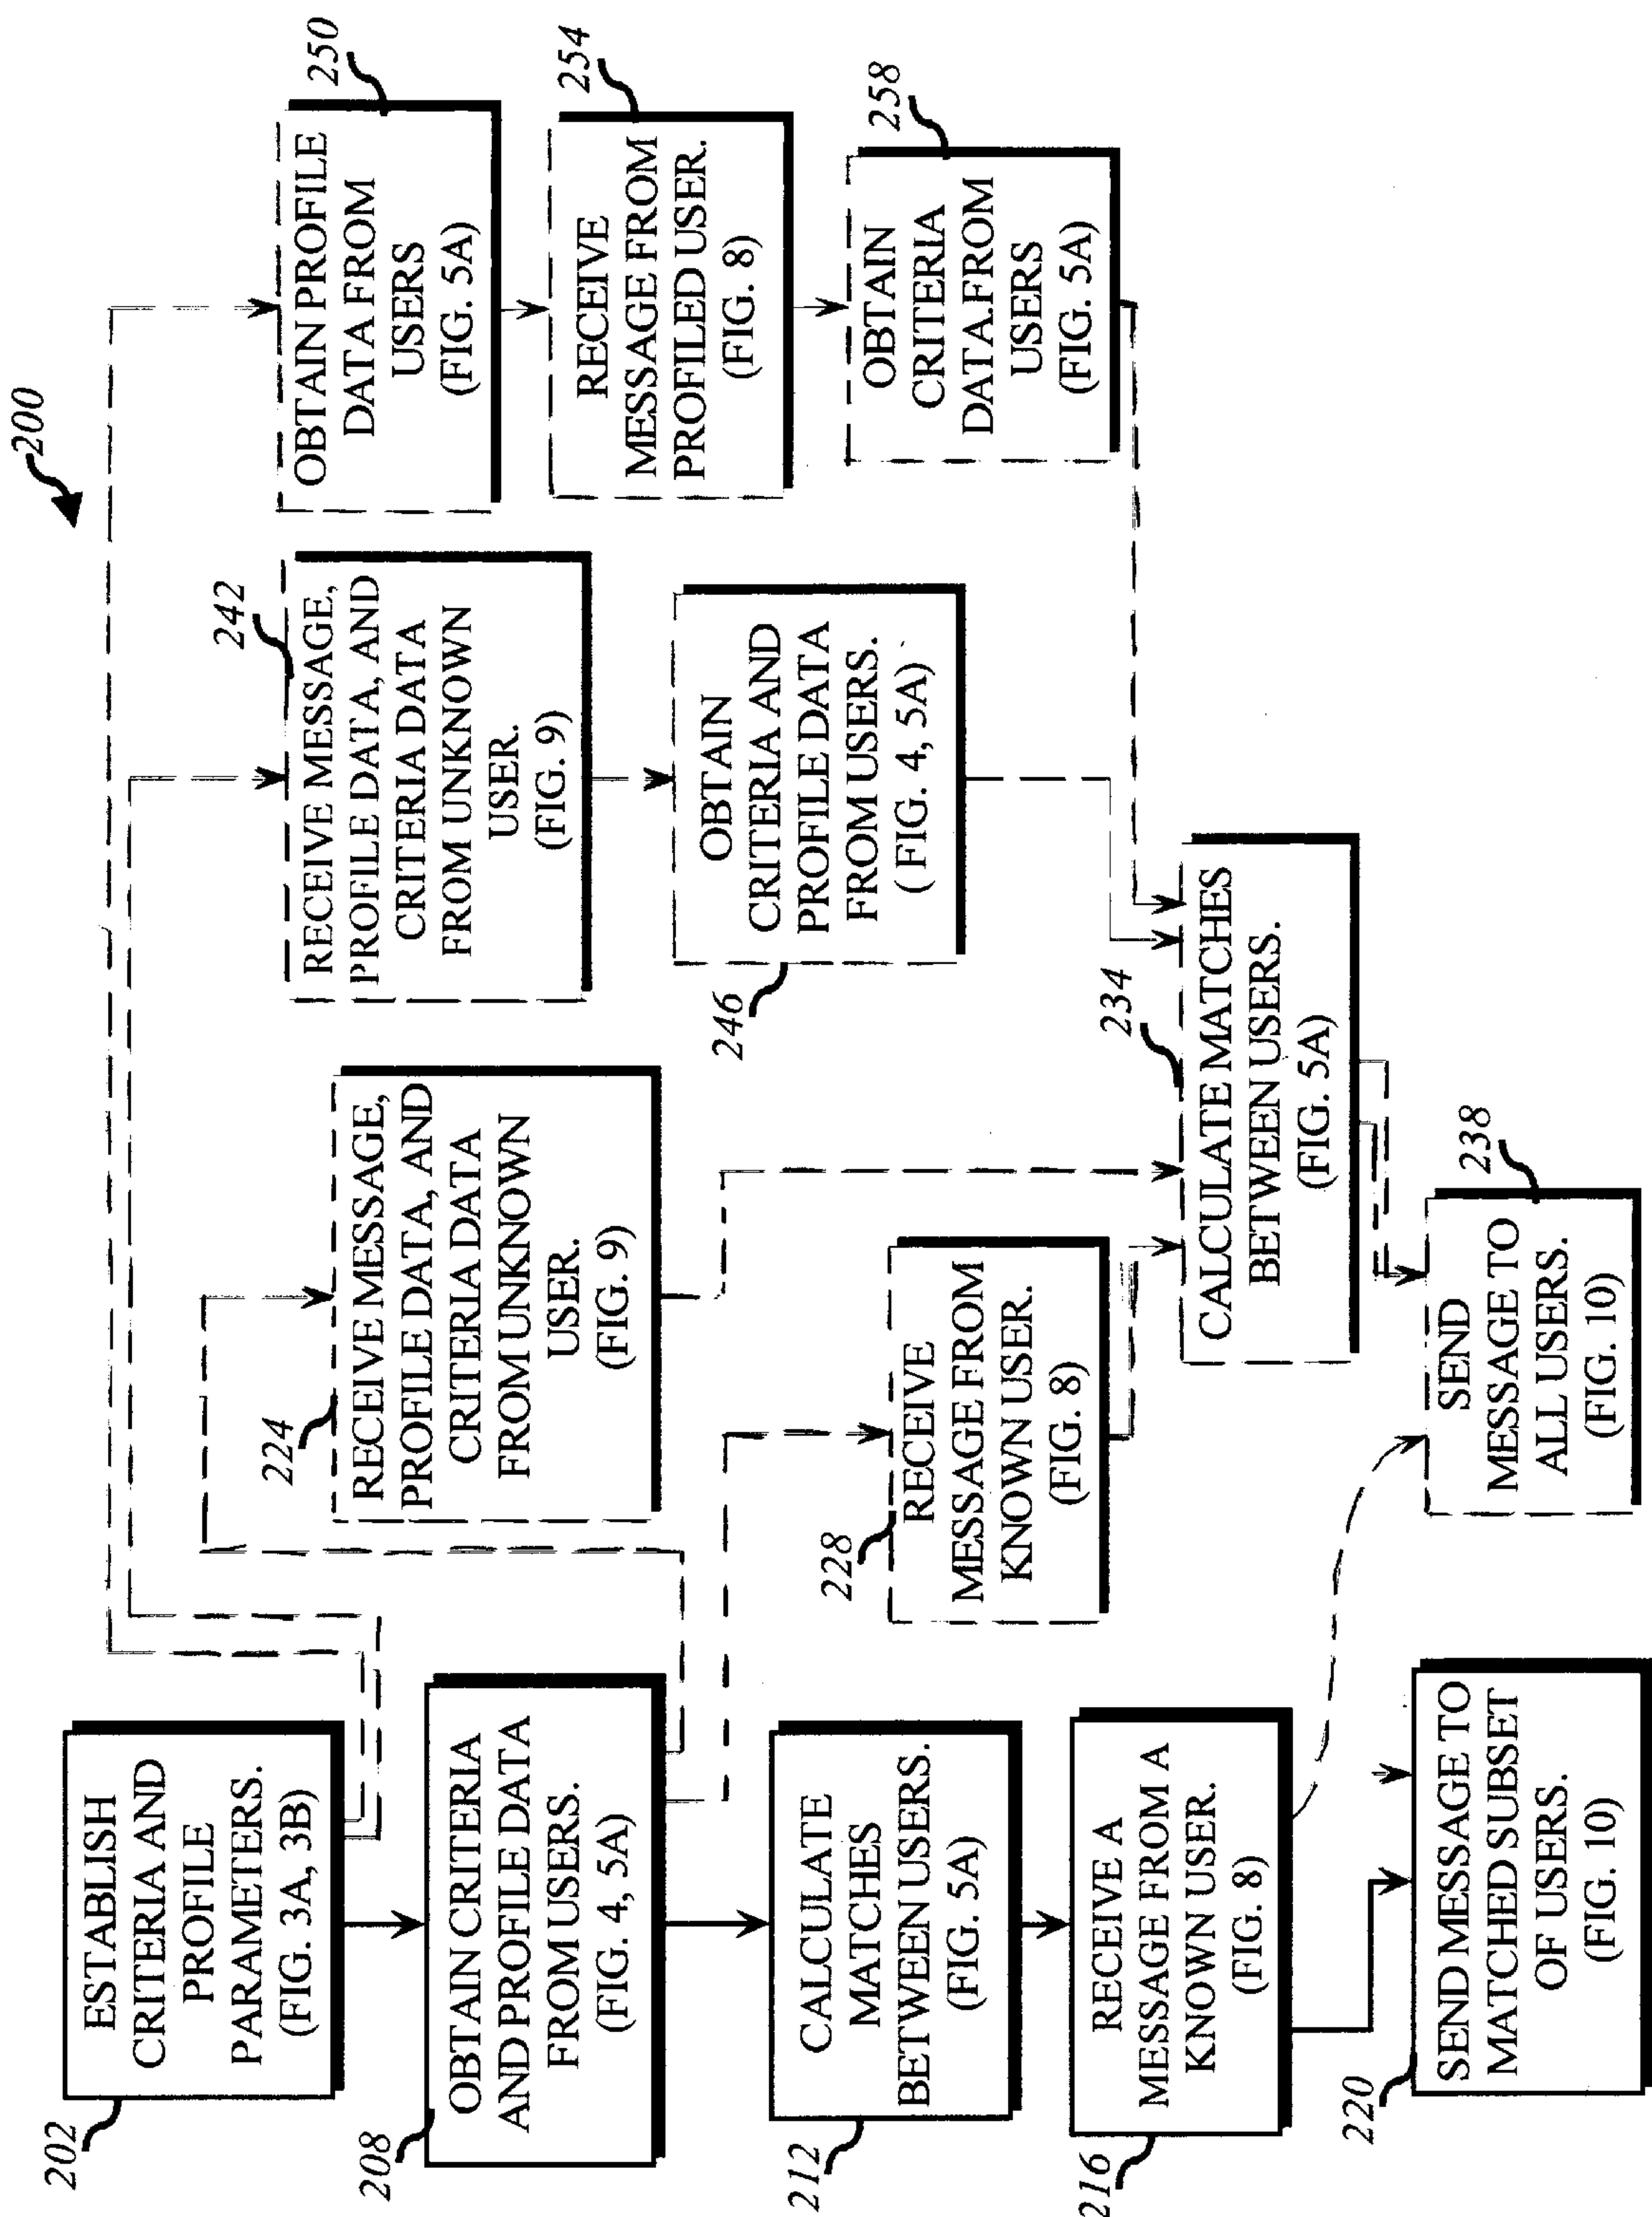 200
202
ESTABLISH
CRITERIA AND
PROFILE
PARAMETERS.
(FIG. 3A, 3B)
208
OBTAIN CRITERIA
AND PROFILE DATA
FROM USERS.
(FIG. 4, 5A)
212
CALCULATE
MATCHES
BETWEEN USERS.
(FIG. 5A)
216
RECEIVE A
MESSAGE FROM A
KNOWN USER.
(FIG. 8)
220
SEND MESSAGE TO
MATCHED SUBSET
OF USERS.
(FIG. 10)
224
RECEIVE MESSAGE,
PROFILE DATA, AND
CRITERIA DATA
FROM UNKNOWN
USER.
(FIG. 9)
228
RECEIVE
MESSAGE FROM
KNOWN USER.
(FIG. 8)
234
CALCULATE MATCHES
BETWEEN USERS.
(FIG. 5A)
238
SEND
MESSAGE TO
ALL USERS.
(FIG. 10)
242
RECEIVE MESSAGE,
PROFILE DATA, AND
CRITERIA DATA
FROM UNKNOWN
USER.
(FIG. 9)
246
OBTAIN
CRITERIA AND
PROFILE DATA
FROM USERS.
( FIG. 4, 5A)
250
OBTAIN PROFILE
DATA FROM
USERS
(FIG. 5A)
254
RECEIVE
MESSAGE FROM
PROFILED USER.
(FIG. 8)
258
OBTAIN
CRITERIA
DATA.FROM
USERS
(FIG. 5A)